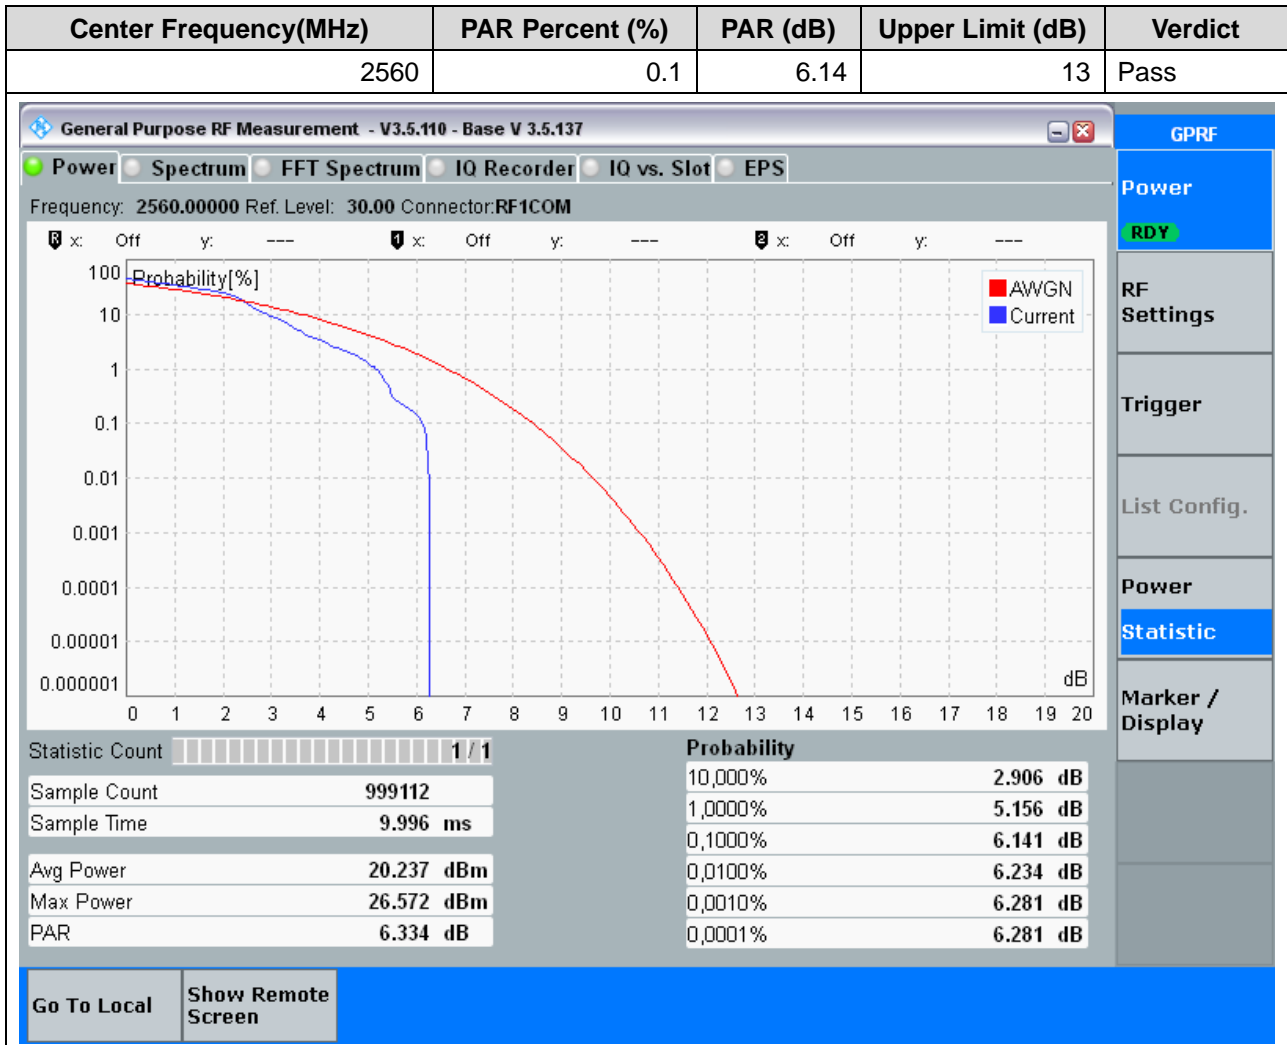 Center Frequency(MHz) PAR Percent (%) PAR (dB) Upper Limit (dB) Verdict
2560 0.1 6.14 13 Pass
General Purpose RF Measurement - V3.5.110 - Base V 3.5.137
GPRF
Power Spectrum FFT Spectrum IQ Recorder IQ vs. Slot EPS
Frequency: 2560.00000 Ref. Level: 30.00 Connector:RF1COM
R x: Off y: --- 1 x: Off y: --- 2 x: Off y: ---
Power
RDY
RF
Settings
Trigger
List Config.
Power
Statistic
Marker /
Display
Probability[%]
AWGN
Current
100
10
1
0.1
0.01
0.001
0.0001
0.00001
0.000001
dB
0 1 2 3 4 5 6 7 8 9 10 11 12 13 14 15 16 17 18 19 20
Statistic Count 1 / 1
Sample Count 999112
Sample Time 9.996 ms
Avg Power 20.237 dBm
Max Power 26.572 dBm
PAR 6.334 dB
Probability
10,000% 2.906 dB
1,0000% 5.156 dB
0,1000% 6.141 dB
0,0100% 6.234 dB
0,0010% 6.281 dB
0,0001% 6.281 dB
Go To Local
Show Remote
Screen